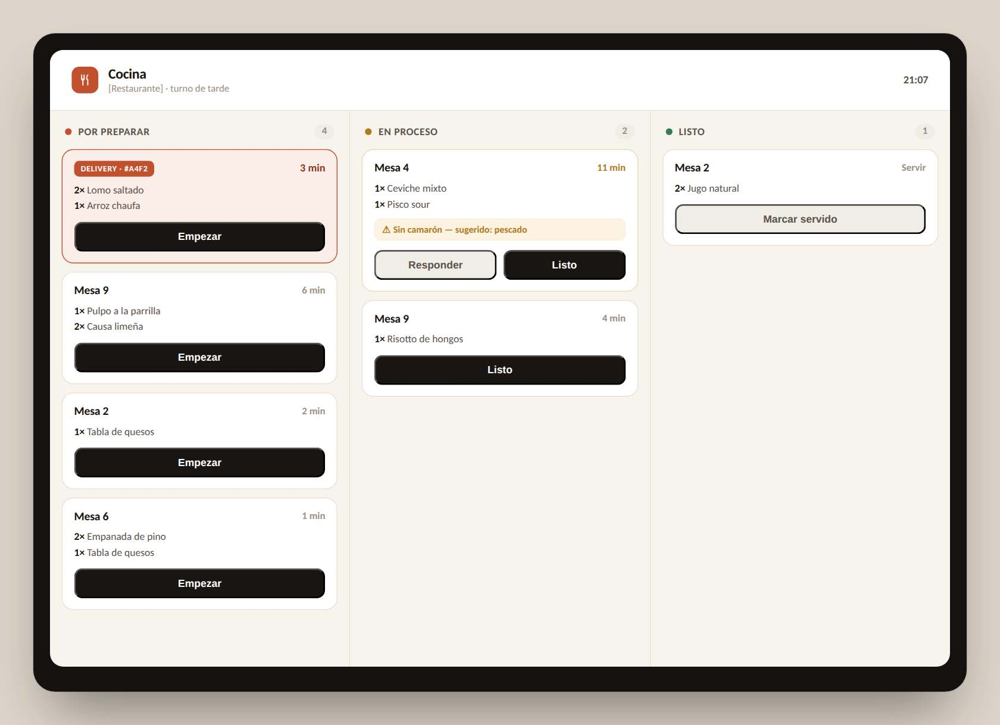 Cocina
[Restaurante] · turno de tarde
21:07
POR PREPARAR 4
DELIVERY · #A4F2 3 min
2× Lomo saltado
1× Arroz chaufa
Empezar
Mesa 9 6 min
1× Pulpo a la parrilla
2× Causa limeña
Empezar
Mesa 2 2 min
1× Tabla de quesos
Empezar
Mesa 6 1 min
2× Empanada de pino
1× Tabla de quesos
Empezar
EN PROCESO 2
Mesa 4 11 min
1× Ceviche mixto
1× Pisco sour
⚠ Sin camarón — sugerido: pescado
Responder Listo
Mesa 9 4 min
1× Risotto de hongos
Listo
LISTO 1
Mesa 2 Servir
2× Jugo natural
Marcar servido